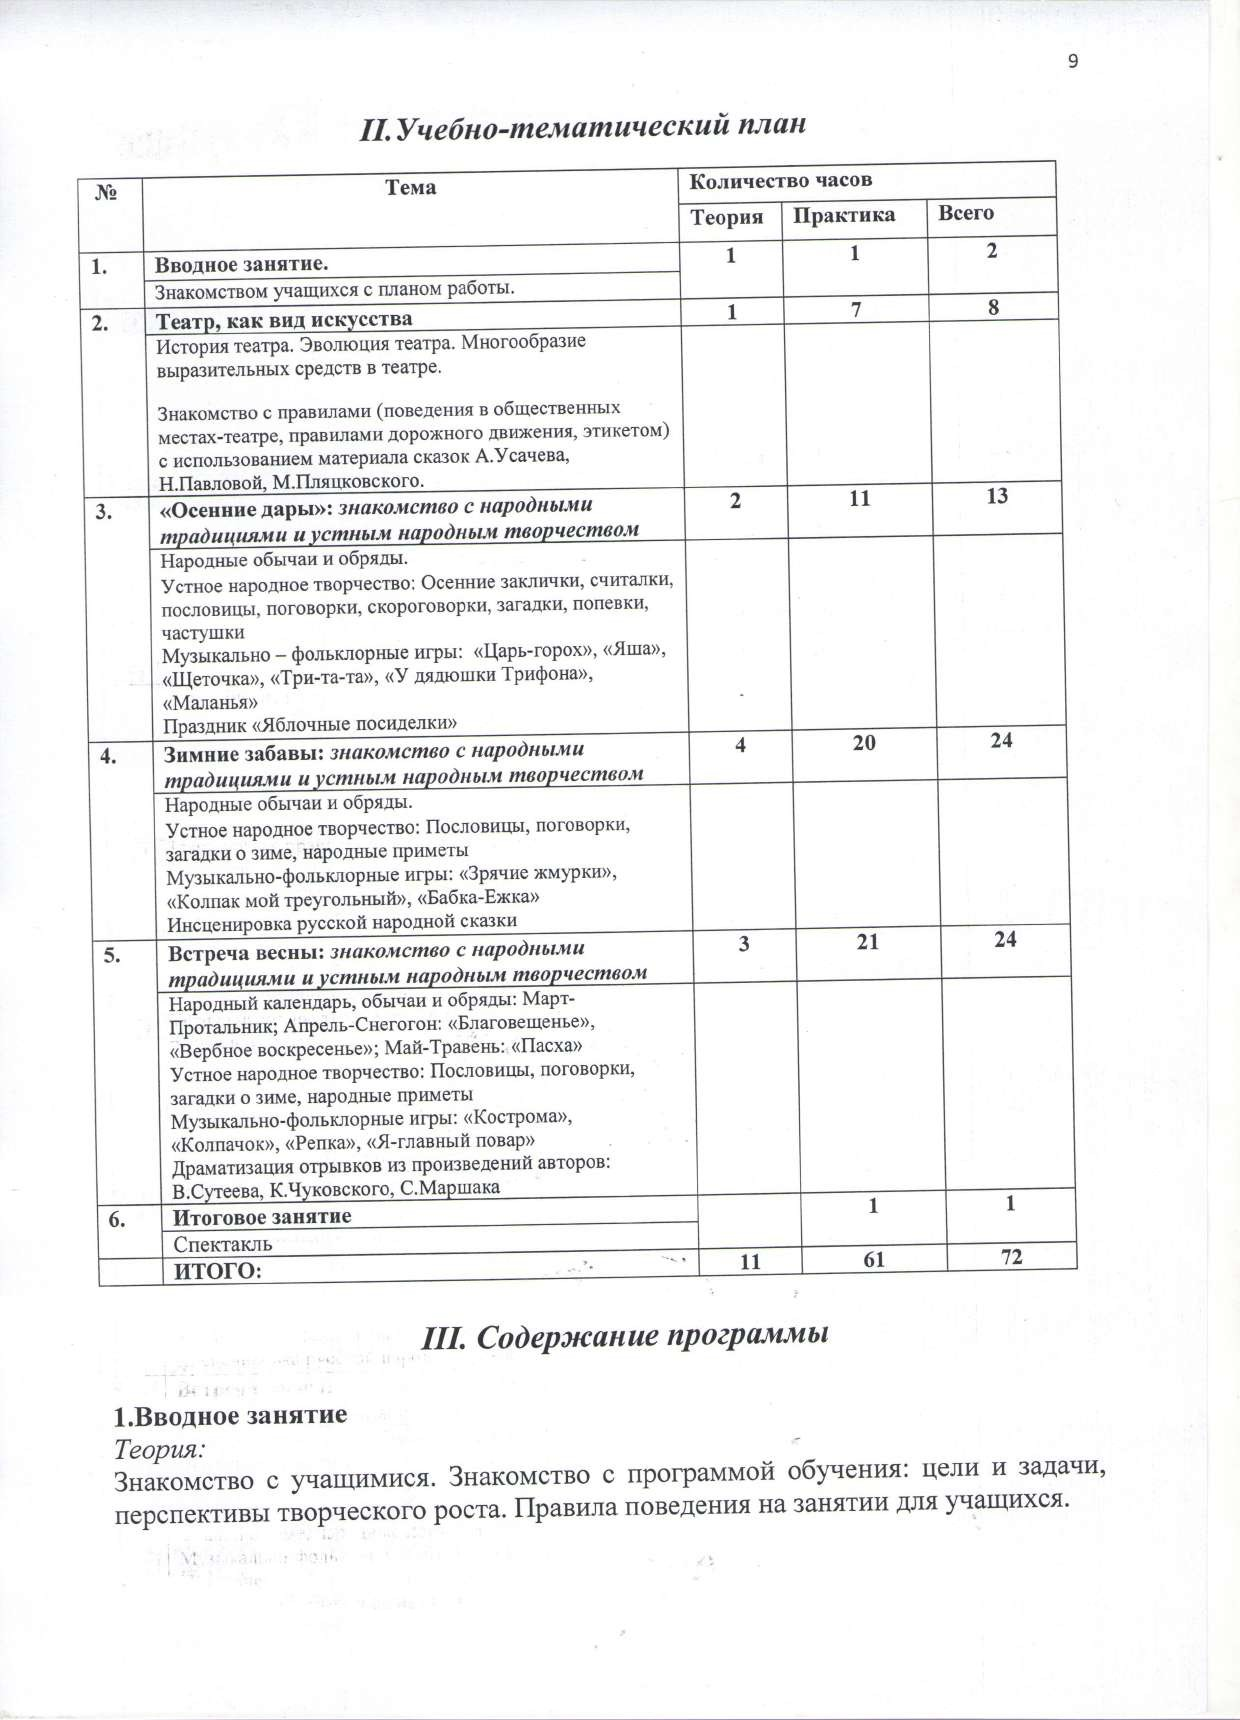 9
II. Учебно-тематический план
№
Тема
Количество часов
Теория
Практика
Всего
1.
Вводное занятие.
1
1
2
Знакомством учащихся с планом работы.
2.
Театр, как вид искусства
1
7
8
История театра. Эволюция театра. Многообразие
выразительных средств в театре.
Знакомство с правилами (поведения в общественных
местах-театре, правилами дорожного движения, этикетом)
с использованием материала сказок А.Усачева,
Н.Павловой, М.Пляцковского.
3.
«Осенние дары»: знакомство с народными
традициями и устным народным творчеством
2
11
13
Народные обычаи и обряды.
Устное народное творчество: Осенние заклички, считалки,
пословицы, поговорки, скороговорки, загадки, попевки,
частушки
Музыкально – фольклорные игры: «Царь-горох», «Яша»,
«Щеточка», «Три-та-та», «У дядюшки Трифона»,
«Маланья»
Праздник «Яблочные посиделки»
4.
Зимние забавы: знакомство с народными
традициями и устным народным творчеством
4
20
24
Народные обычаи и обряды.
Устное народное творчество: Пословицы, поговорки,
загадки о зиме, народные приметы
Музыкально-фольклорные игры: «Зрячие жмурки»,
«Колпак мой треугольный», «Бабка-Ежка»
Инсценировка русской народной сказки
5.
Встреча весны: знакомство с народными
традициями и устным народным творчеством
3
21
24
Народный календарь, обычаи и обряды: Март-
Протальник; Апрель-Снегогон: «Благовещенье»,
«Вербное воскресенье»; Май-Травень: «Пасха»
Устное народное творчество: Пословицы, поговорки,
загадки о зиме, народные приметы
Музыкально-фольклорные игры: «Кострома»,
«Колпачок», «Репка», «Я-главный повар»
Драматизация отрывков из произведений авторов:
В.Сутеева, К.Чуковского, С.Маршака
6.
Итоговое занятие
1
1
Спектакль
ИТОГО:
11
61
72
III. Содержание программы
1.Вводное занятие
Теория:
Знакомство с учащимися. Знакомство с программой обучения: цели и задачи,
перспективы творческого роста. Правила поведения на занятии для учащихся.